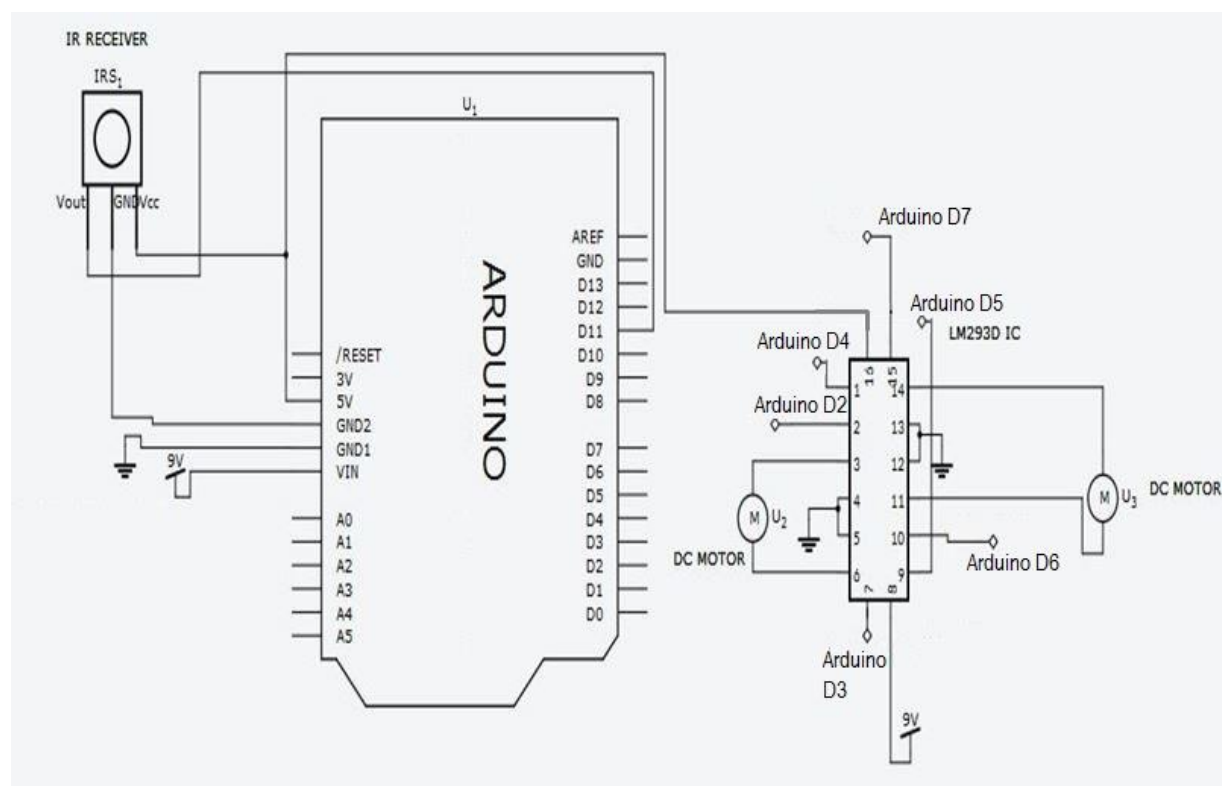 IR RECEIVER
IRS1
Vout
GND
Vcc
U1
ARDUINO
/RESET
3V
5V
GND2
GND1
VIN
9V
A0
A1
A2
A3
A4
A5
AREF
GND
D13
D12
D11
D10
D9
D8
D7
D6
D5
D4
D3
D2
D1
D0
Arduino D7
Arduino D5
LM293D IC
Arduino D4
Arduino D2
16
15
1
2
3
4
5
6
7
8
14
13
12
11
10
9
M
U2
DC MOTOR
M
U3
DC MOTOR
Arduino D6
Arduino
D3
9V